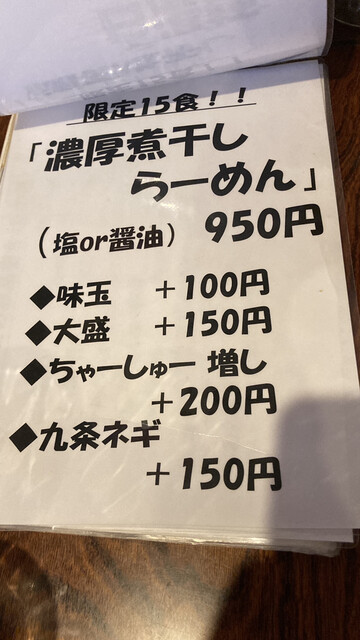 限定15食!!
「濃厚煮干し
らーめん」
(塩or醤油) 950円
◆味玉 +100円
◆大盛 +150円
◆ちゃーしゅー 増し
+200円
◆九条ネギ
+150円